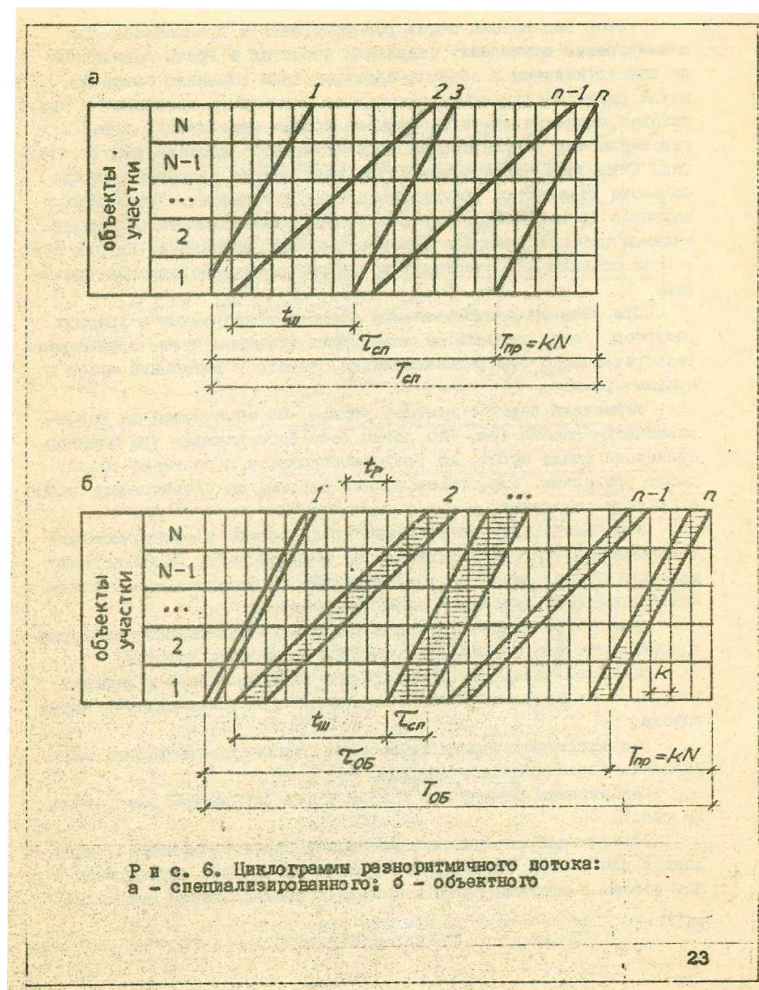 а
1 2 3 n-1 n
объекты
участки
N
N-1
...
2
1
tш
τсп
Tпр=kN
Tсп
б
tР
1 2 ... n-1 n
объекты
участки
N
N-1
...
2
1
k
tш
τсп
τОБ
Tпр=kN
TОБ
Р и с. 6. Циклограммы разноритмичного потока:
а - специализированного; б - объектного
23